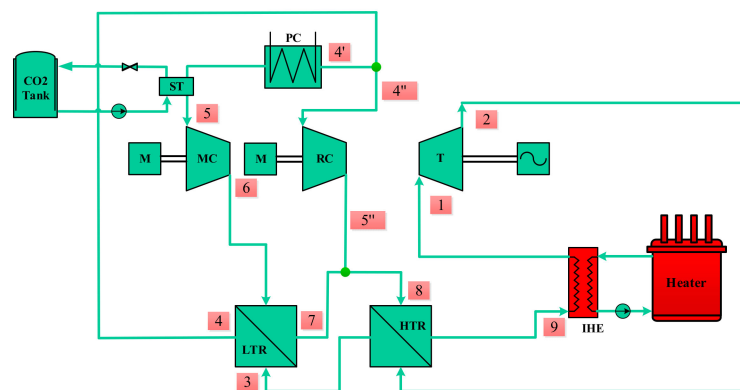 PC
4'
CO2
Tank
ST
4"
5
2
M
MC
M
RC
T
6
1
5"
8
Heater
4
7
HTR
9
LTR
IHE
3